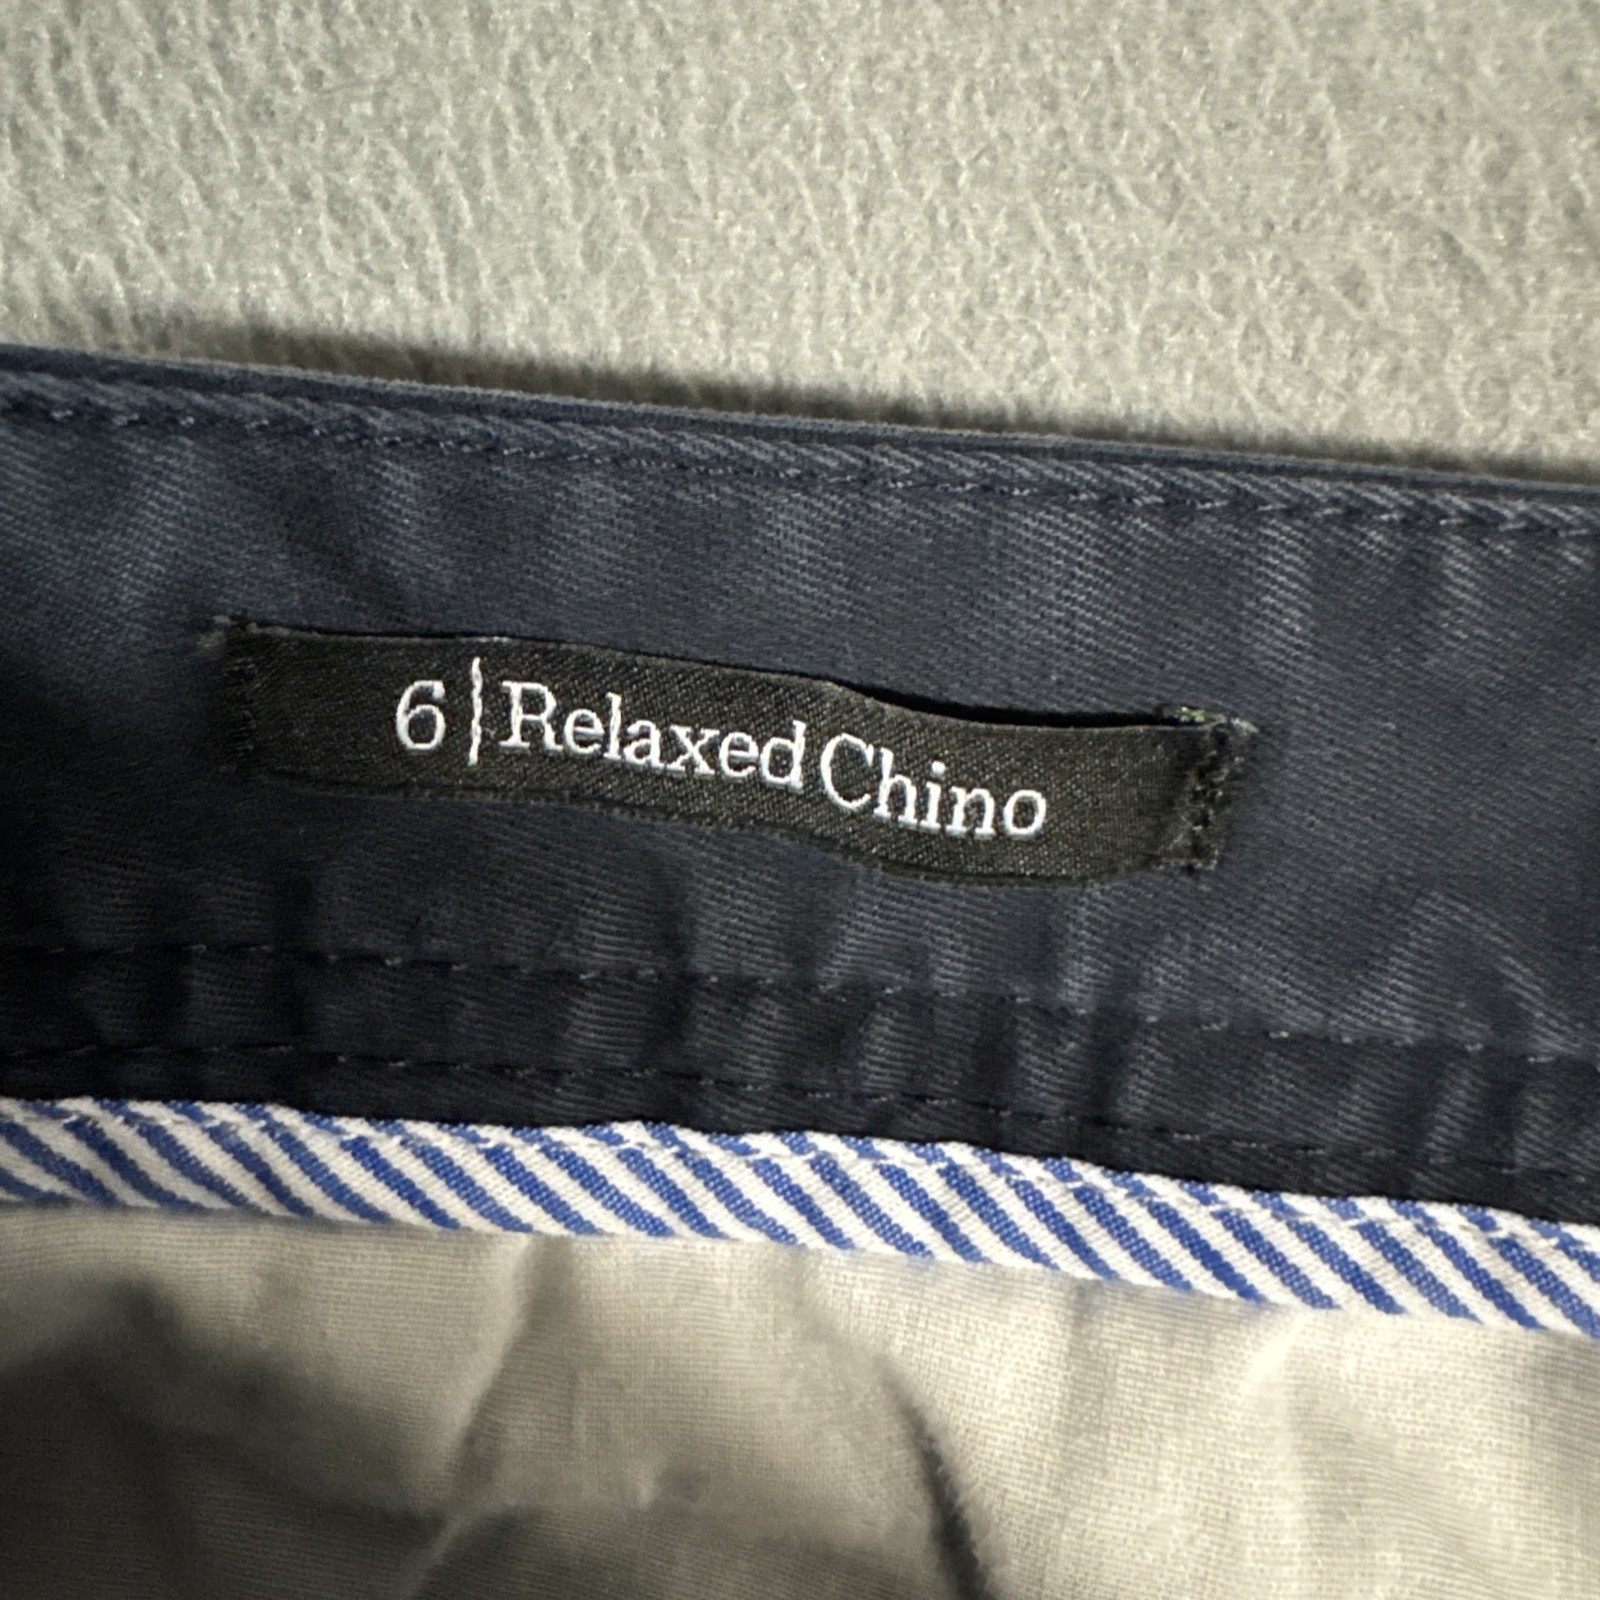 6 | Relaxed Chino